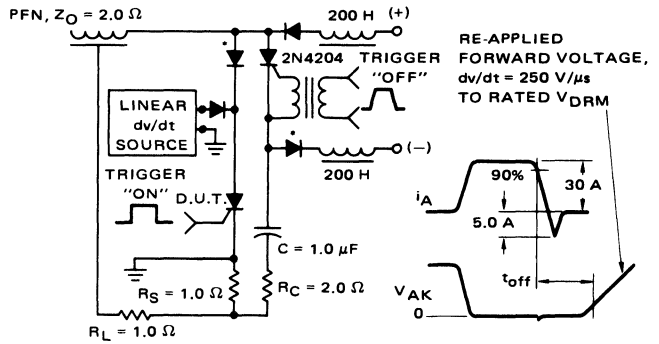 PFN, Z_O = 2.0 Ω
200 H (+)
2N4204
TRIGGER
"OFF"
*
LINEAR
dv/dt
SOURCE
*
(–)
200 H
TRIGGER
"ON"
D.U.T.
C = 1.0 µF
R_S = 1.0 Ω
R_C = 2.0 Ω
R_L = 1.0 Ω
RE-APPLIED
FORWARD VOLTAGE,
dv/dt = 250 V/µs
TO RATED V_DRM
90%
30 A
i_A
5.0 A
t_off
V_AK
0